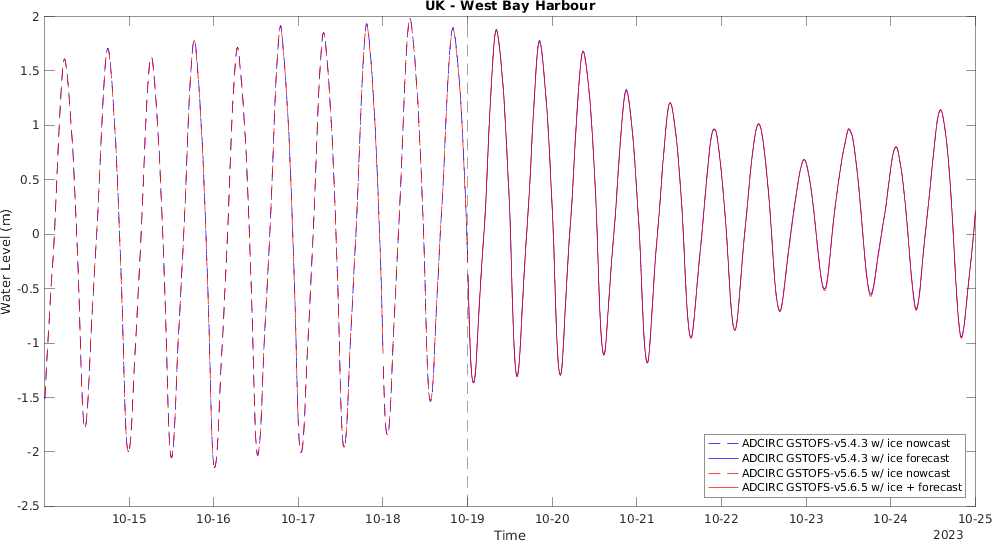 UK - West Bay Harbour
2
1.5
1
0.5
0
-0.5
-1
-1.5
-2
-2.5
Water Level (m)
ADCIRC GSTOFS-v5.4.3 w/ ice nowcast
ADCIRC GSTOFS-v5.4.3 w/ ice forecast
ADCIRC GSTOFS-v5.6.5 w/ ice nowcast
ADCIRC GSTOFS-v5.6.5 w/ ice + forecast
10-15 10-16 10-17 10-18 10-19 10-20 10-21 10-22 10-23 10-24 10-25
Time
2023